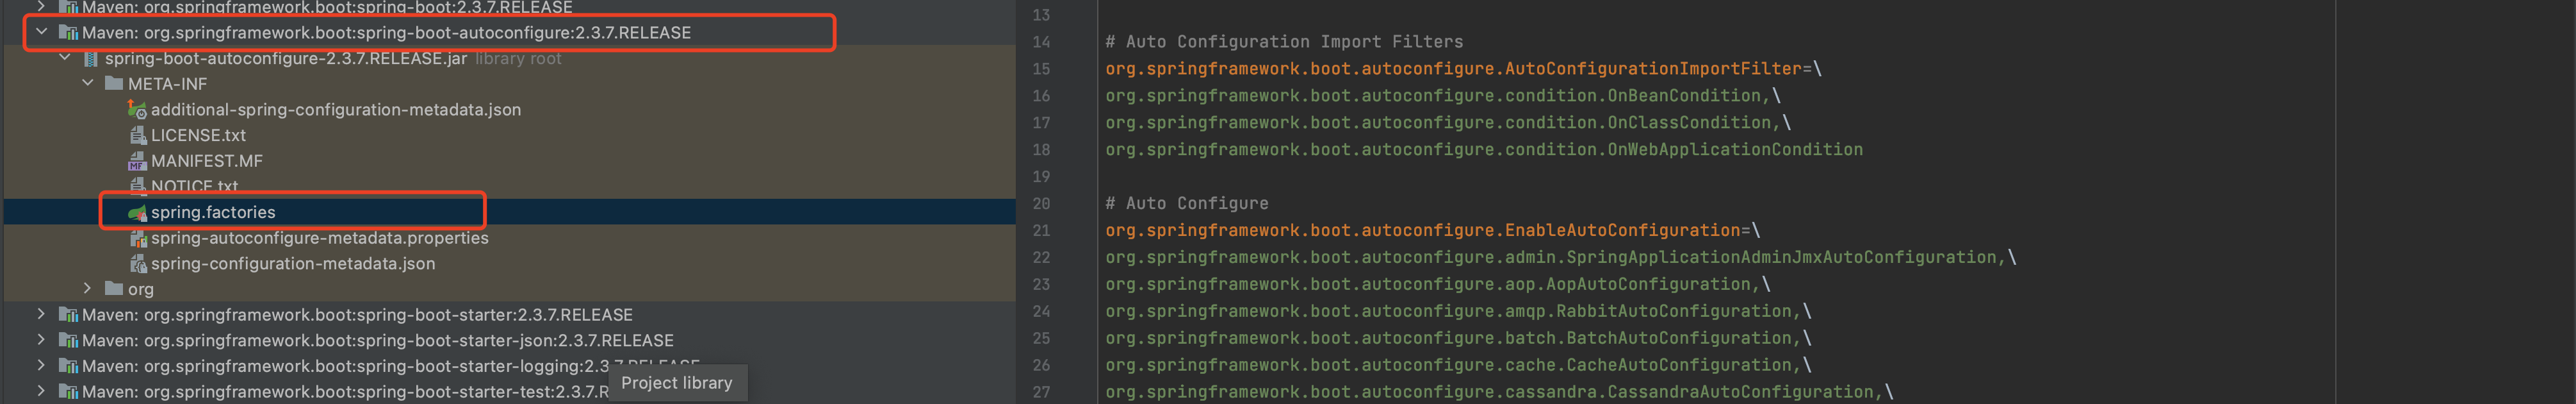 Maven: org.springframework.boot:spring-boot:2.3.7.RELEASE
Maven: org.springframework.boot:spring-boot-autoconfigure:2.3.7.RELEASE
spring-boot-autoconfigure-2.3.7.RELEASE.jar library root
META-INF
additional-spring-configuration-metadata.json
LICENSE.txt
MANIFEST.MF
NOTICE.txt
spring.factories
spring-autoconfigure-metadata.properties
spring-configuration-metadata.json
org
Maven: org.springframework.boot:spring-boot-starter:2.3.7.RELEASE
Maven: org.springframework.boot:spring-boot-starter-json:2.3.7.RELEASE
Maven: org.springframework.boot:spring-boot-starter-logging:2.3.7.RELEASE
Maven: org.springframework.boot:spring-boot-starter-test:2.3.7.R
Project library
13
14 # Auto Configuration Import Filters
15 org.springframework.boot.autoconfigure.AutoConfigurationImportFilter=\
16 org.springframework.boot.autoconfigure.condition.OnBeanCondition,\
17 org.springframework.boot.autoconfigure.condition.OnClassCondition,\
18 org.springframework.boot.autoconfigure.condition.OnWebApplicationCondition
19
20 # Auto Configure
21 org.springframework.boot.autoconfigure.EnableAutoConfiguration=\
22 org.springframework.boot.autoconfigure.admin.SpringApplicationAdminJmxAutoConfiguration,\
23 org.springframework.boot.autoconfigure.aop.AopAutoConfiguration,\
24 org.springframework.boot.autoconfigure.amqp.RabbitAutoConfiguration,\
25 org.springframework.boot.autoconfigure.batch.BatchAutoConfiguration,\
26 org.springframework.boot.autoconfigure.cache.CacheAutoConfiguration,\
27 org.springframework.boot.autoconfigure.cassandra.CassandraAutoConfiguration,\